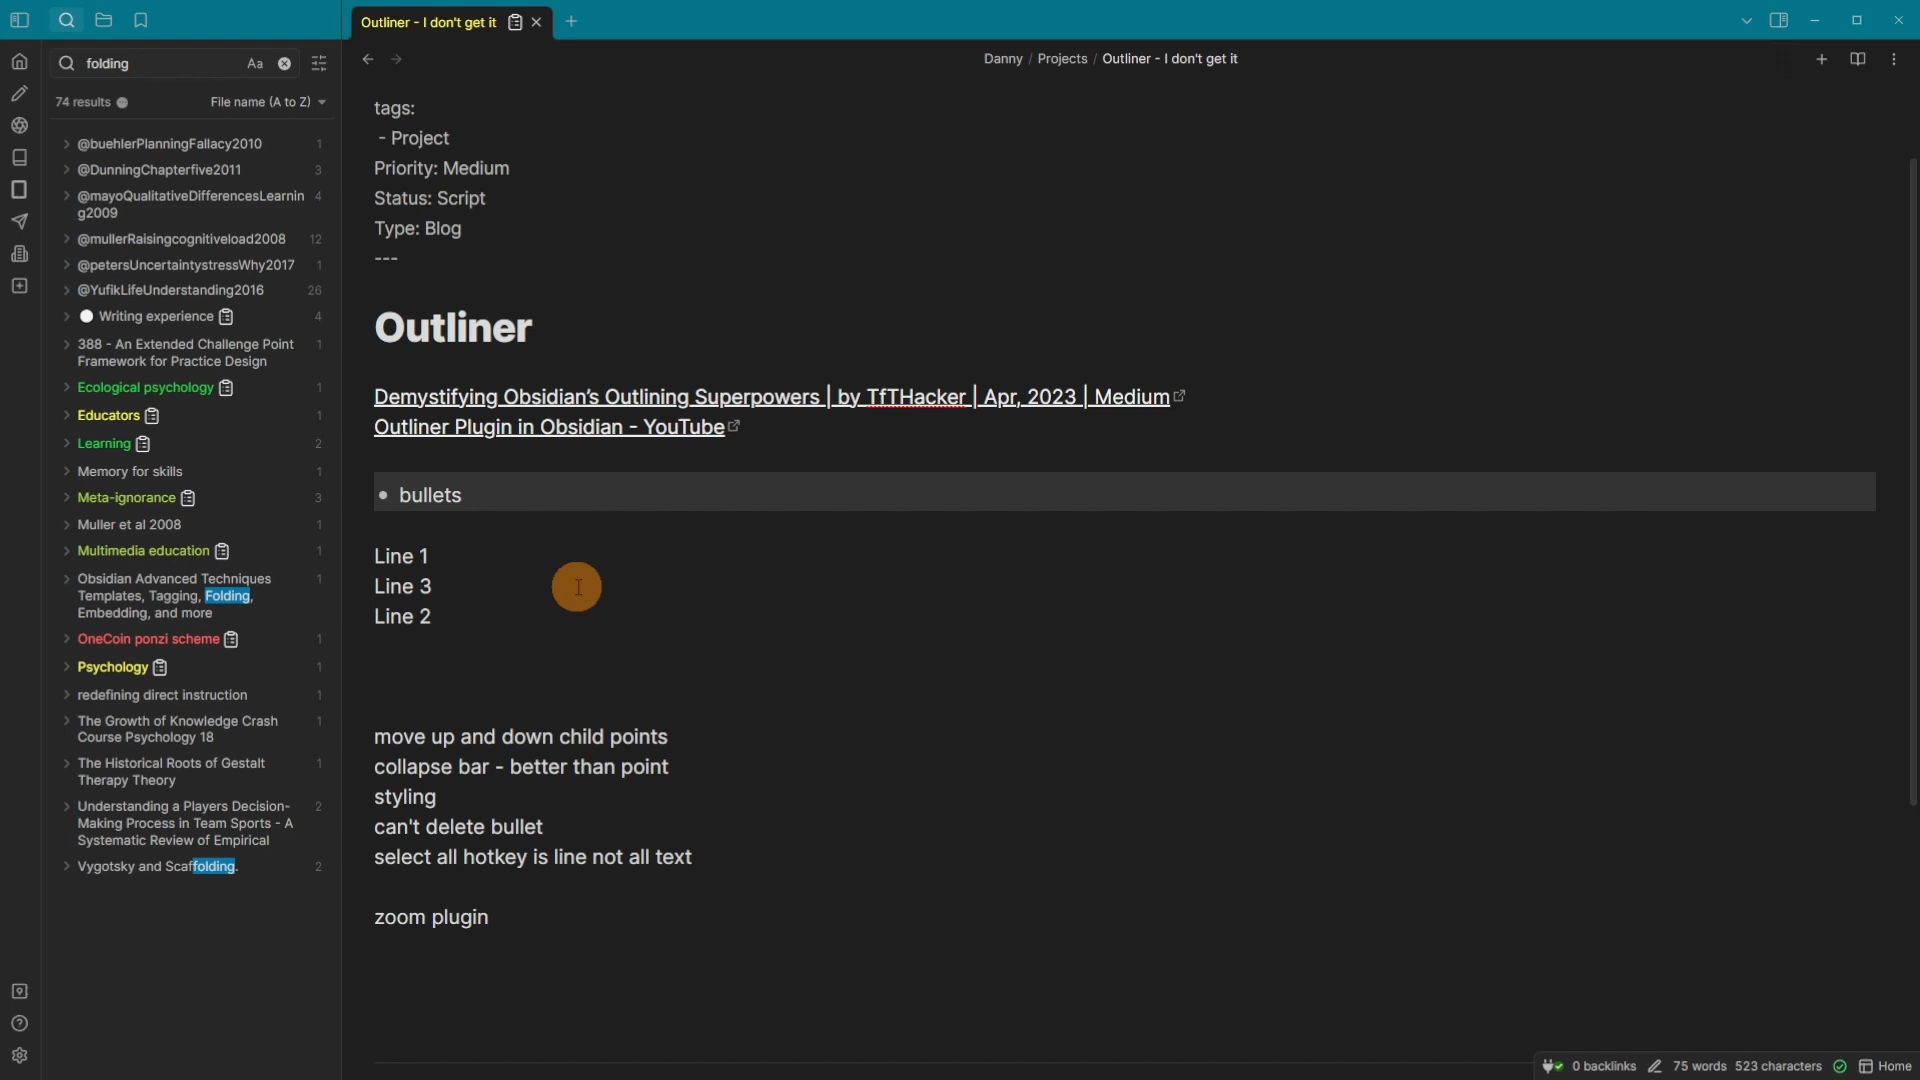 Outliner - I don't get it
folding
Aa
74 results
File name (A to Z)
@buehlerPlanningFallacy2010 1
@DunningChapterfive2011 3
@mayoQualitativeDifferencesLearnin 4
g2009
@mullerRaisingcognitiveload2008 12
@petersUncertaintystressWhy2017 1
@YufikLifeUnderstanding2016 26
Writing experience 4
388 - An Extended Challenge Point 1
Framework for Practice Design
Ecological psychology 1
Educators 1
Learning 2
Memory for skills 1
Meta-ignorance 3
Muller et al 2008 1
Multimedia education 1
Obsidian Advanced Techniques 1
Templates, Tagging, Folding,
Embedding, and more
OneCoin ponzi scheme 1
Psychology 1
redefining direct instruction 1
The Growth of Knowledge Crash 1
Course Psychology 18
The Historical Roots of Gestalt 1
Therapy Theory
Understanding a Players Decision- 2
Making Process in Team Sports - A
Systematic Review of Empirical
Vygotsky and Scaffolding. 2
Danny / Projects / Outliner - I don't get it
tags:
- Project
Priority: Medium
Status: Script
Type: Blog
---
Outliner
Demystifying Obsidian's Outlining Superpowers | by TfTHacker | Apr, 2023 | Medium
Outliner Plugin in Obsidian - YouTube
• bullets
Line 1
Line 3
Line 2
move up and down child points
collapse bar - better than point
styling
can't delete bullet
select all hotkey is line not all text
zoom plugin
0 backlinks 75 words 523 characters Home